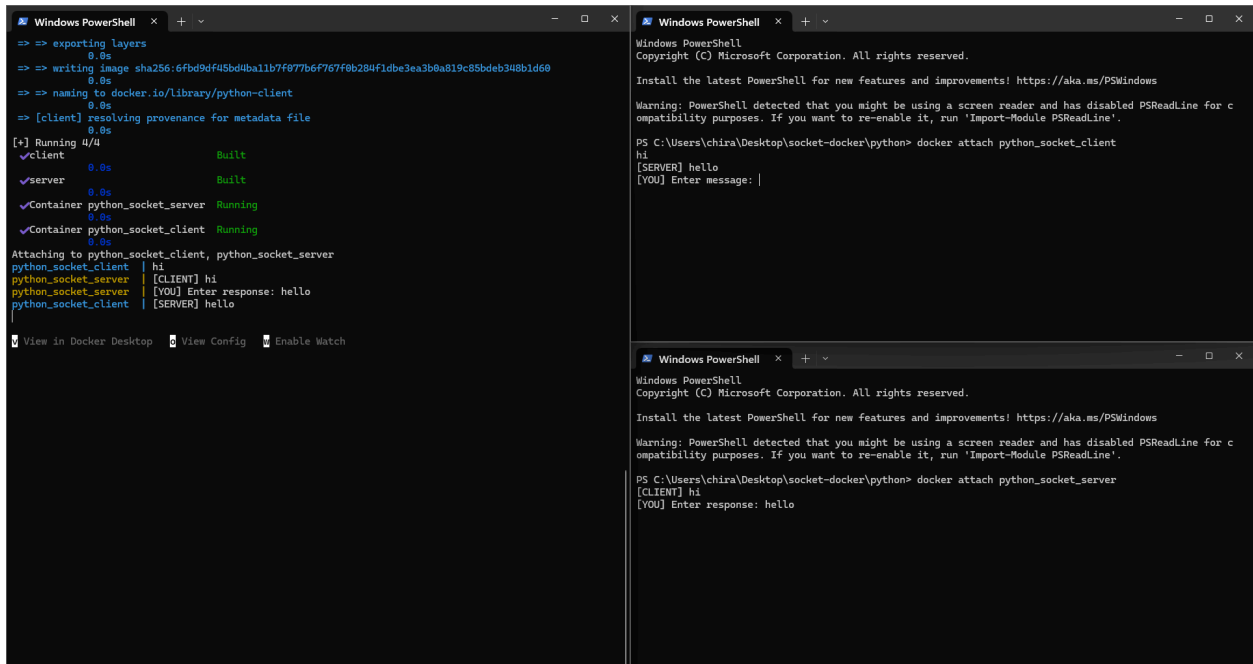 Windows PowerShell
=> => exporting layers
0.0s
=> => writing image sha256:6fbd9df45bd4ba11b7f077b6f767f0b284f1dbe3ea3b0a819c85bdeb348b1d60
0.0s
=> => naming to docker.io/library/python-client
0.0s
=> [client] resolving provenance for metadata file
0.0s
[+] Running 4/4
✔client Built
0.0s
✔server Built
0.0s
✔Container python_socket_server Running
0.0s
✔Container python_socket_client Running
0.0s
Attaching to python_socket_client, python_socket_server
python_socket_client | hi
python_socket_server | [CLIENT] hi
python_socket_server | [YOU] Enter response: hello
python_socket_client | [SERVER] hello
v View in Docker Desktop o View Config w Enable Watch
Windows PowerShell
Windows PowerShell
Copyright (C) Microsoft Corporation. All rights reserved.
Install the latest PowerShell for new features and improvements! https://aka.ms/PSWindows
Warning: PowerShell detected that you might be using a screen reader and has disabled PSReadLine for c
ompatibility purposes. If you want to re-enable it, run 'Import-Module PSReadLine'.
PS C:\Users\chira\Desktop\socket-docker\python> docker attach python_socket_client
hi
[SERVER] hello
[YOU] Enter message:
Windows PowerShell
Windows PowerShell
Copyright (C) Microsoft Corporation. All rights reserved.
Install the latest PowerShell for new features and improvements! https://aka.ms/PSWindows
Warning: PowerShell detected that you might be using a screen reader and has disabled PSReadLine for c
ompatibility purposes. If you want to re-enable it, run 'Import-Module PSReadLine'.
PS C:\Users\chira\Desktop\socket-docker\python> docker attach python_socket_server
[CLIENT] hi
[YOU] Enter response: hello